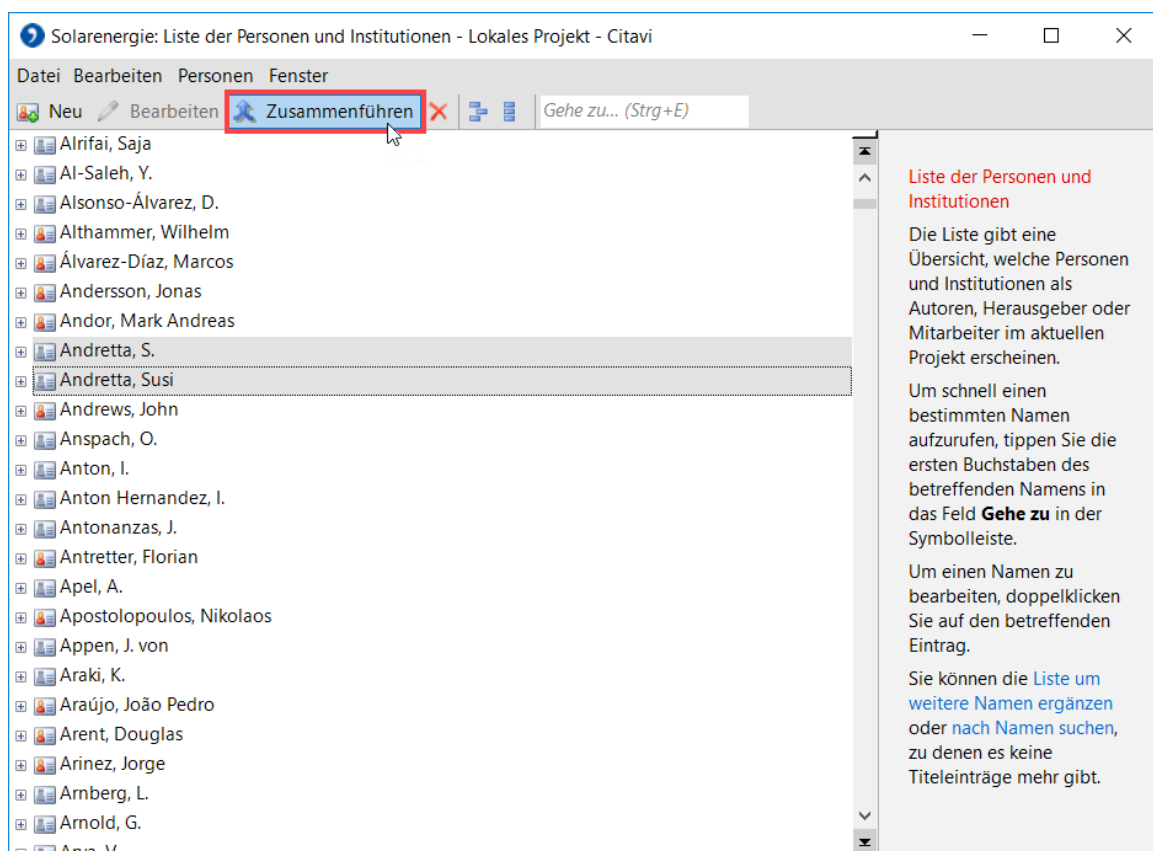 Solarenergie: Liste der Personen und Institutionen - Lokales Projekt - Citavi
Datei Bearbeiten Personen Fenster
Neu Bearbeiten Zusammenführen Gehe zu... (Strg+E)
Alrifai, Saja
Al-Saleh, Y.
Alsonso-Álvarez, D.
Althammer, Wilhelm
Álvarez-Díaz, Marcos
Andersson, Jonas
Andor, Mark Andreas
Andretta, S.
Andretta, Susi
Andrews, John
Anspach, O.
Anton, I.
Anton Hernandez, I.
Antonanzas, J.
Antretter, Florian
Apel, A.
Apostolopoulos, Nikolaos
Appen, J. von
Araki, K.
Araújo, João Pedro
Arent, Douglas
Arinez, Jorge
Arnberg, L.
Arnold, G.
Liste der Personen und
Institutionen
Die Liste gibt eine
Übersicht, welche Personen
und Institutionen als
Autoren, Herausgeber oder
Mitarbeiter im aktuellen
Projekt erscheinen.
Um schnell einen
bestimmten Namen
aufzurufen, tippen Sie die
ersten Buchstaben des
betreffenden Namens in
das Feld Gehe zu in der
Symbolleiste.
Um einen Namen zu
bearbeiten, doppelklicken
Sie auf den betreffenden
Eintrag.
Sie können die Liste um
weitere Namen ergänzen
oder nach Namen suchen,
zu denen es keine
Titeleinträge mehr gibt.